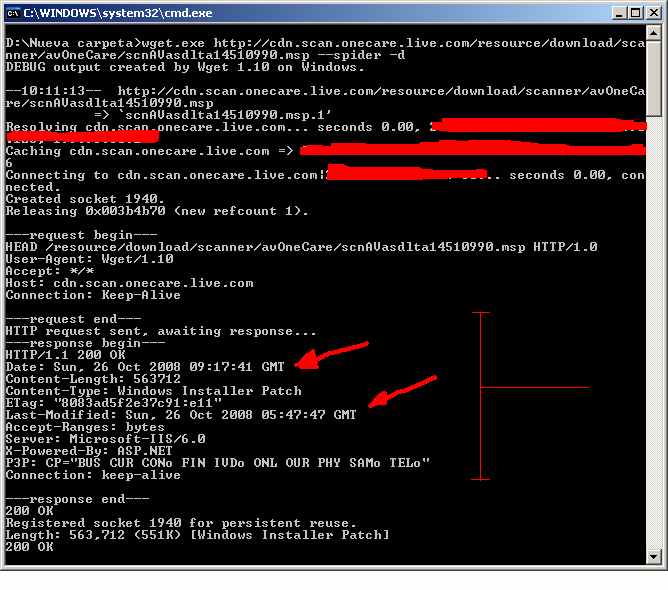 C:\WINDOWS\system32\cmd.exe
D:\Nueva carpeta>wget.exe http://cdn.scan.onecare.live.com/resource/download/sca
nner/avOneCare/scnAVasdlta14510990.msp --spider -d
DEBUG output created by Wget 1.10 on Windows.
--10:11:13--  http://cdn.scan.onecare.live.com/resource/download/scanner/avOneCa
re/scnAVasdlta14510990.msp
=> `scnAVasdlta14510990.msp.1'
Resolving cdn.scan.onecare.live.com... seconds 0.00, 2
Caching cdn.scan.onecare.live.com =>
6
Connecting to cdn.scan.onecare.live.com|2 ... seconds 0.00, con
nected.
Created socket 1940.
Releasing 0x003b4b70 (new refcount 1).
---request begin---
HEAD /resource/download/scanner/avOneCare/scnAVasdlta14510990.msp HTTP/1.0
User-Agent: Wget/1.10
Accept: */*
Host: cdn.scan.onecare.live.com
Connection: Keep-Alive
---request end---
HTTP request sent, awaiting response...
---response begin---
HTTP/1.1 200 OK
Date: Sun, 26 Oct 2008 09:17:41 GMT
Content-Length: 563712
Content-Type: Windows Installer Patch
ETag: "8083ad5f2e37c91:e11"
Last-Modified: Sun, 26 Oct 2008 05:47:47 GMT
Accept-Ranges: bytes
Server: Microsoft-IIS/6.0
X-Powered-By: ASP.NET
P3P: CP="BUS CUR CONo FIN IVDo ONL OUR PHY SAMo TELo"
Connection: keep-alive
---response end---
200 OK
Registered socket 1940 for persistent reuse.
Length: 563,712 (551K) [Windows Installer Patch]
200 OK